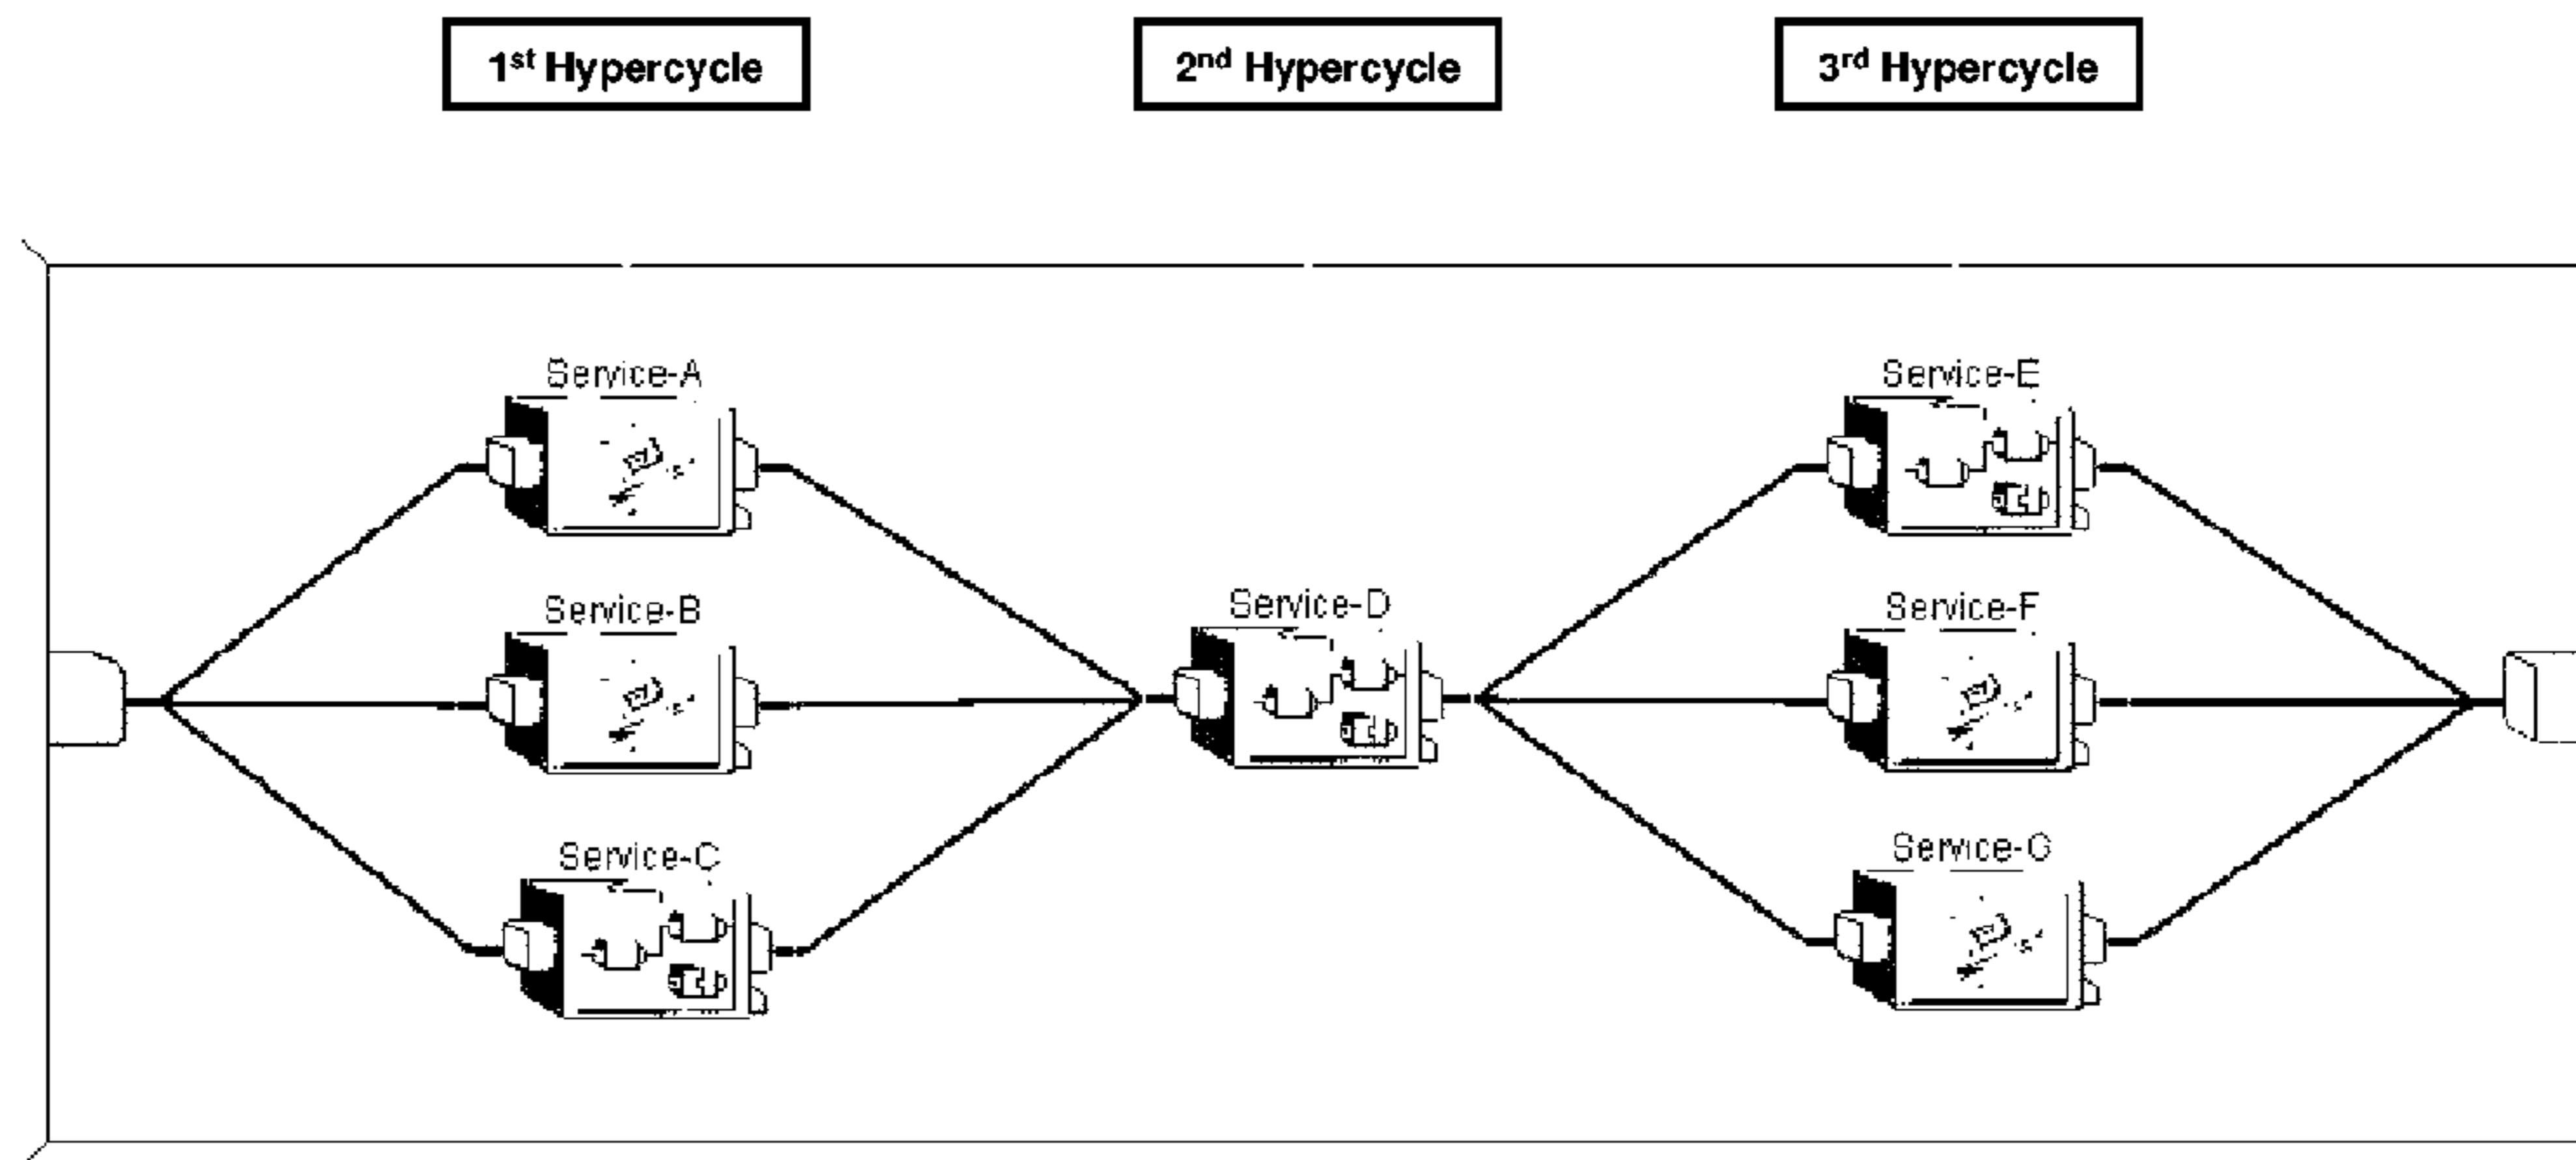 1st Hypercycle
2nd Hypercycle
3rd Hypercycle
Service-A
Service-E
Service-B
Service-D
Service-F
Service-C
Service-G